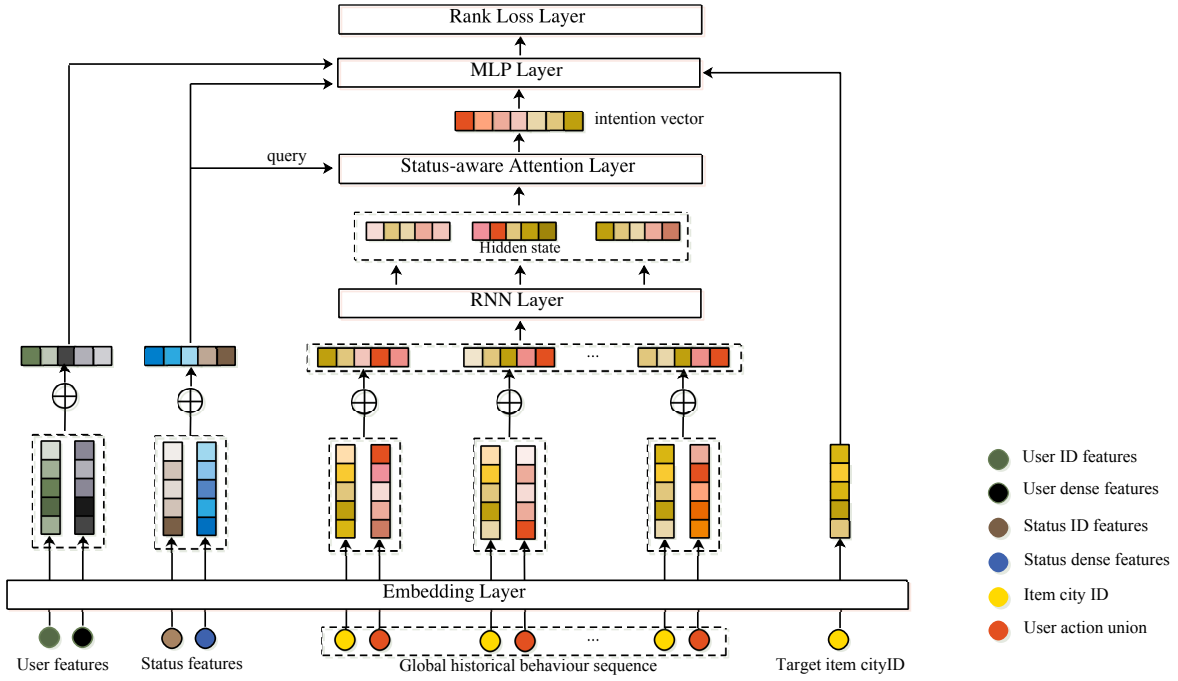 Rank Loss Layer
MLP Layer
intention vector
query
Status-aware Attention Layer
Hidden state
RNN Layer
...
User ID features
User dense features
Status ID features
Status dense features
Item city ID
User action union
Embedding Layer
...
User features
Status features
Global historical behaviour sequence
Target item cityID